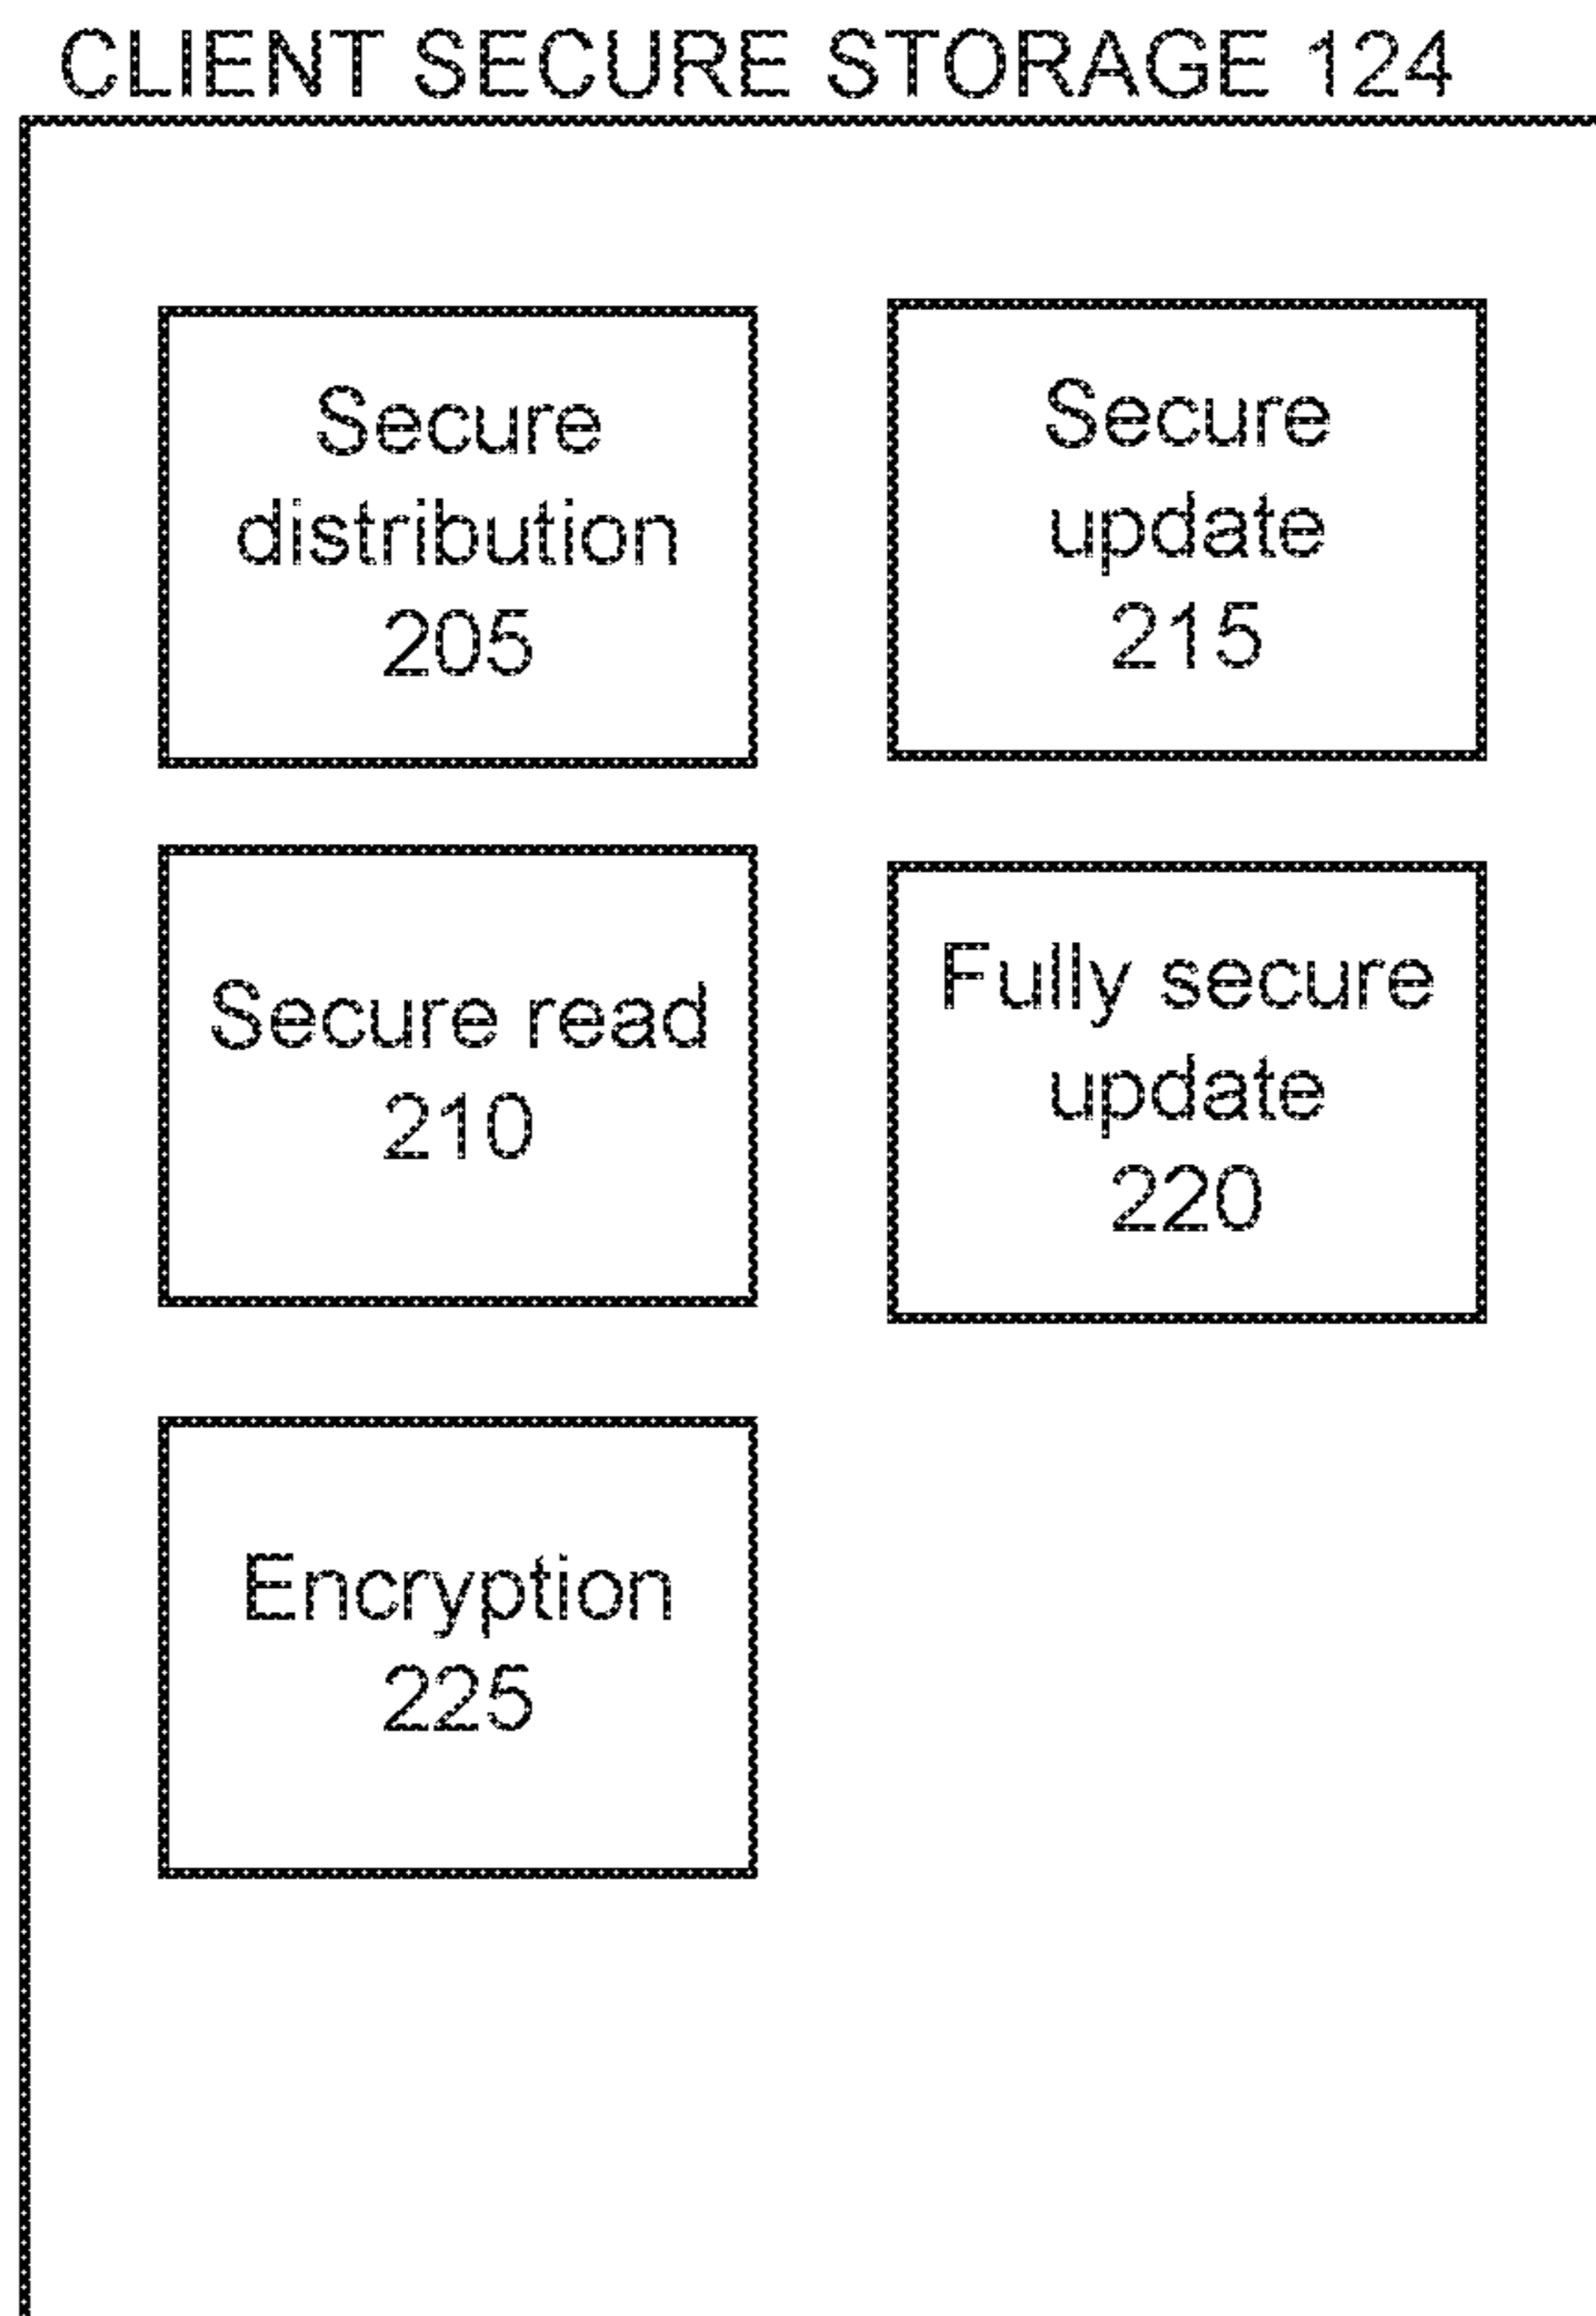 CLIENT SECURE STORAGE 124
Secure
distribution
205
Secure
update
215
Secure read
210
Fully secure
update
220
Encryption
225